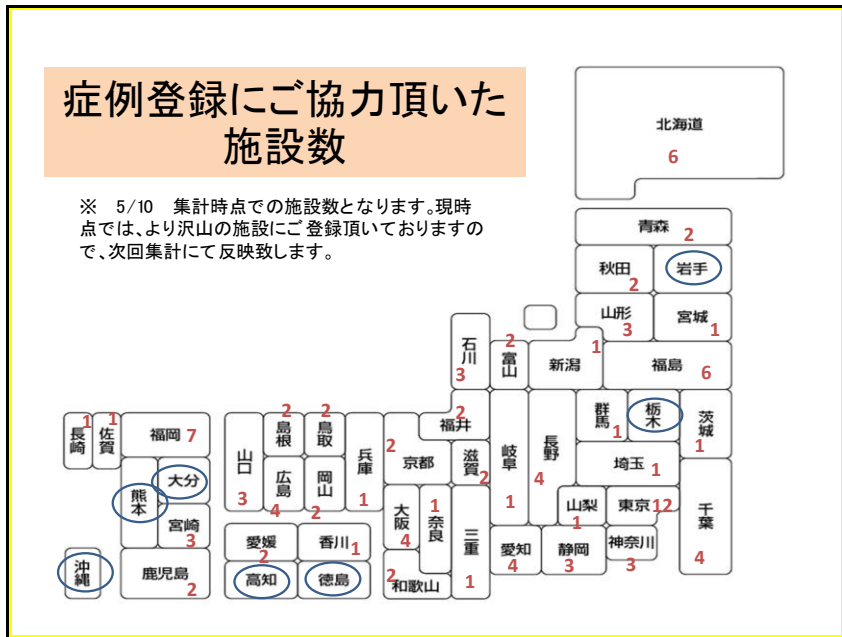 症例登録にご協力頂いた
施設数
※　5/10　集計時点での施設数となります。現時
点では、より沢山の施設にご登録頂いておりますの
で、次回集計にて反映致します。
北海道
6
青森
2
秋田
2
岩手
山形
3
宮城
1
石川
3
富山
2
新潟
1
福島
6
福井
2
群馬
1
栃木
茨城
1
長崎
1
佐賀
1
福岡
7
山口
3
島根
2
鳥取
2
兵庫
1
京都
2
滋賀
2
岐阜
1
長野
4
埼玉
1
大分
熊本
広島
4
岡山
2
大阪
4
奈良
1
三重
1
山梨
1
東京
12
千葉
4
宮崎
3
愛媛
2
香川
1
愛知
4
静岡
3
神奈川
3
沖縄
鹿児島
2
高知
徳島
和歌山
2